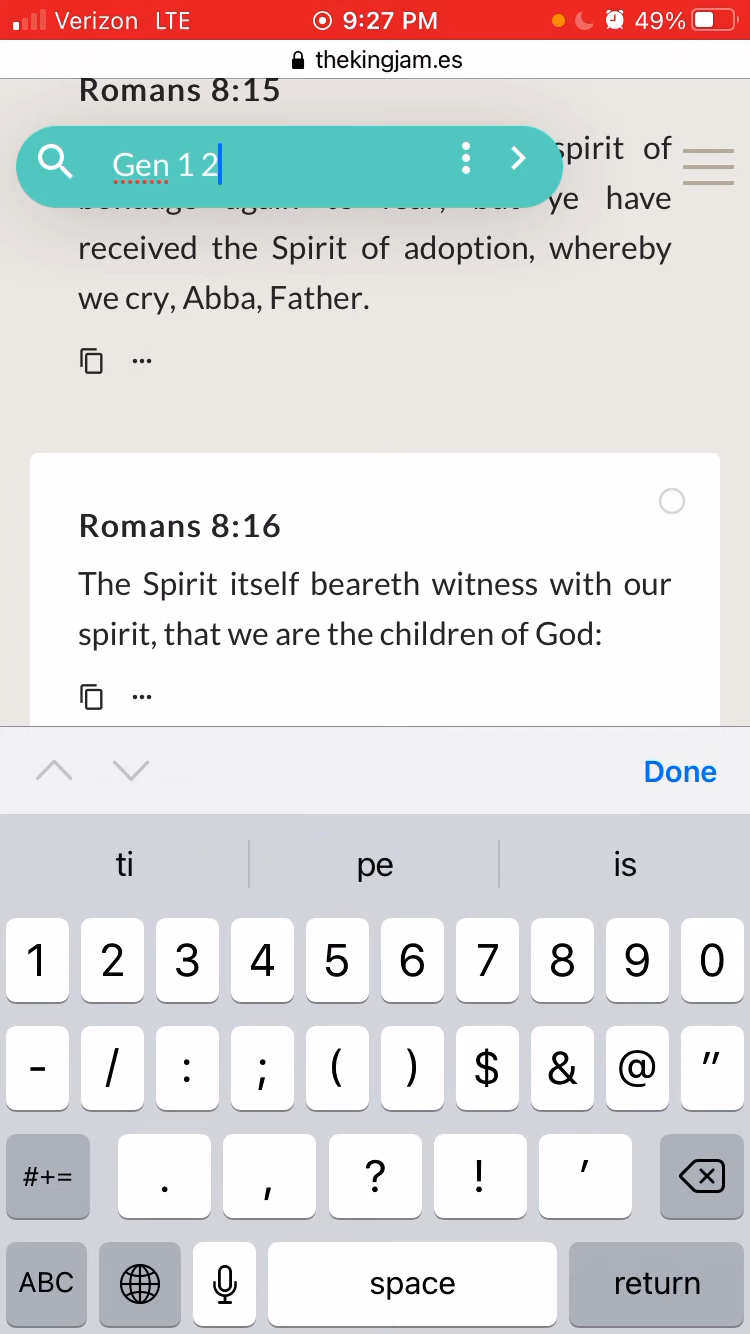 Verizon LTE 9:27 PM 49%
thekingjam.es
Romans 8:15
Gen 1 2 spirit of
ye have
received the Spirit of adoption, whereby
we cry, Abba, Father.
Romans 8:16
The Spirit itself beareth witness with our
spirit, that we are the children of God:
Done
ti pe is
1 2 3 4 5 6 7 8 9 0
- / : ; ( ) $ & @ "
#+= . , ? ! '
ABC space return